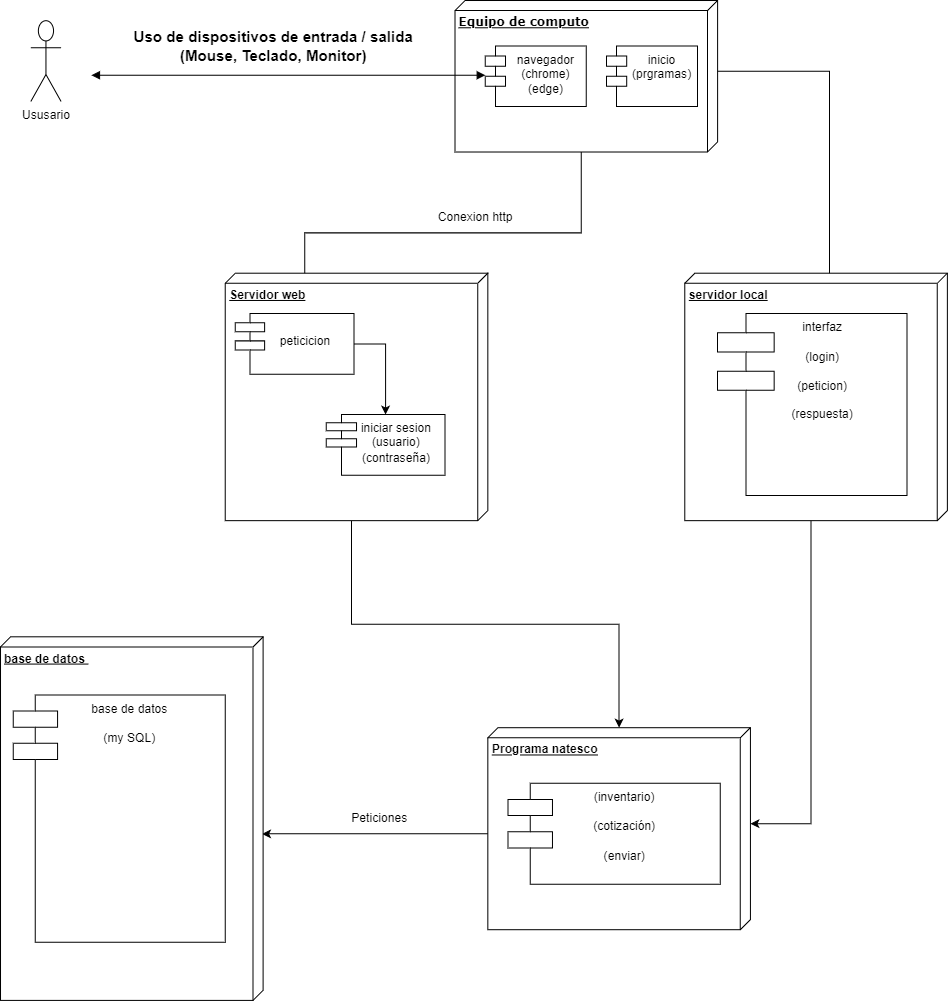 Equipo de computo
Uso de dispositivos de entrada / salida
(Mouse, Teclado, Monitor)
navegador
(chrome)
(edge)
inicio
(prgramas)
Ususario
Conexion http
Servidor web
peticicion
iniciar sesion
(usuario)
(contraseña)
servidor local
interfaz
(login)
(peticion)
(respuesta)
base de datos
base de datos
(my SQL)
Peticiones
Programa natesco
(inventario)
(cotización)
(enviar)